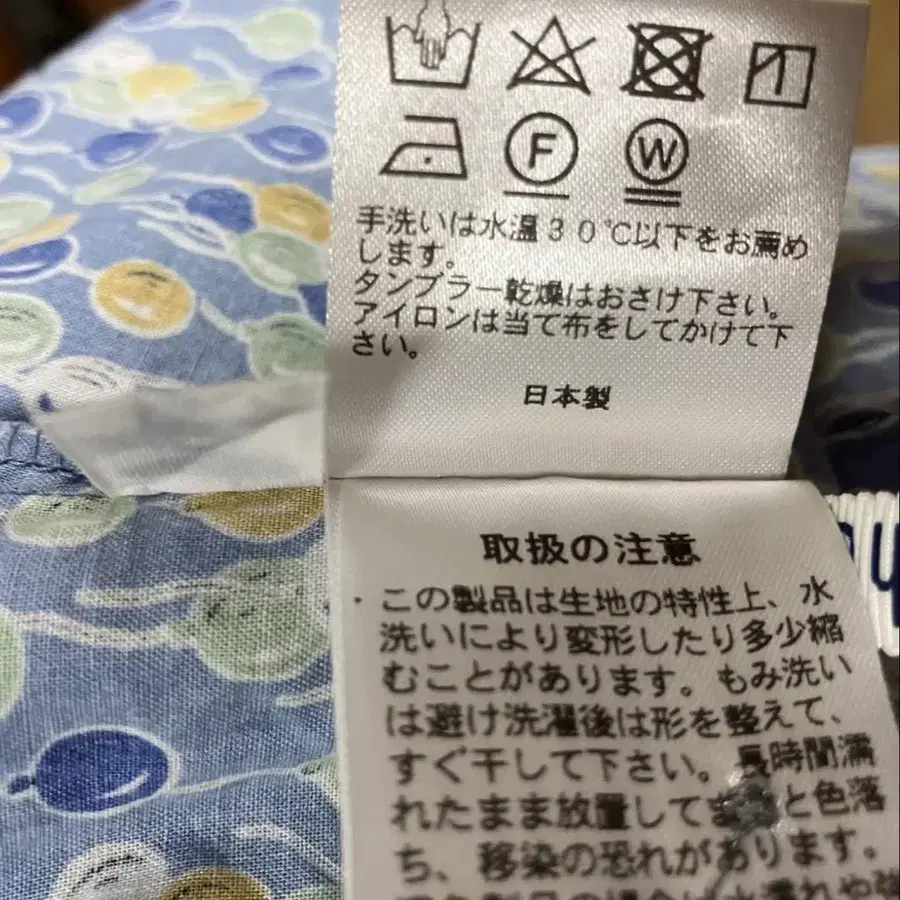 F W
手洗いは水温30℃以下をお薦め
します。
タンブラー乾燥はおさけ下さい。
アイロンは当て布をしてかけて下
さい。
日本製
取扱の注意
・この製品は生地の特性上、水
洗いにより変形したり多少縮
むことがあります。もみ洗い
は避け洗濯後は形を整えて、
すぐ干して下さい。長時間濡
れたまま放置して と色落
ち、移染の恐れがあります。